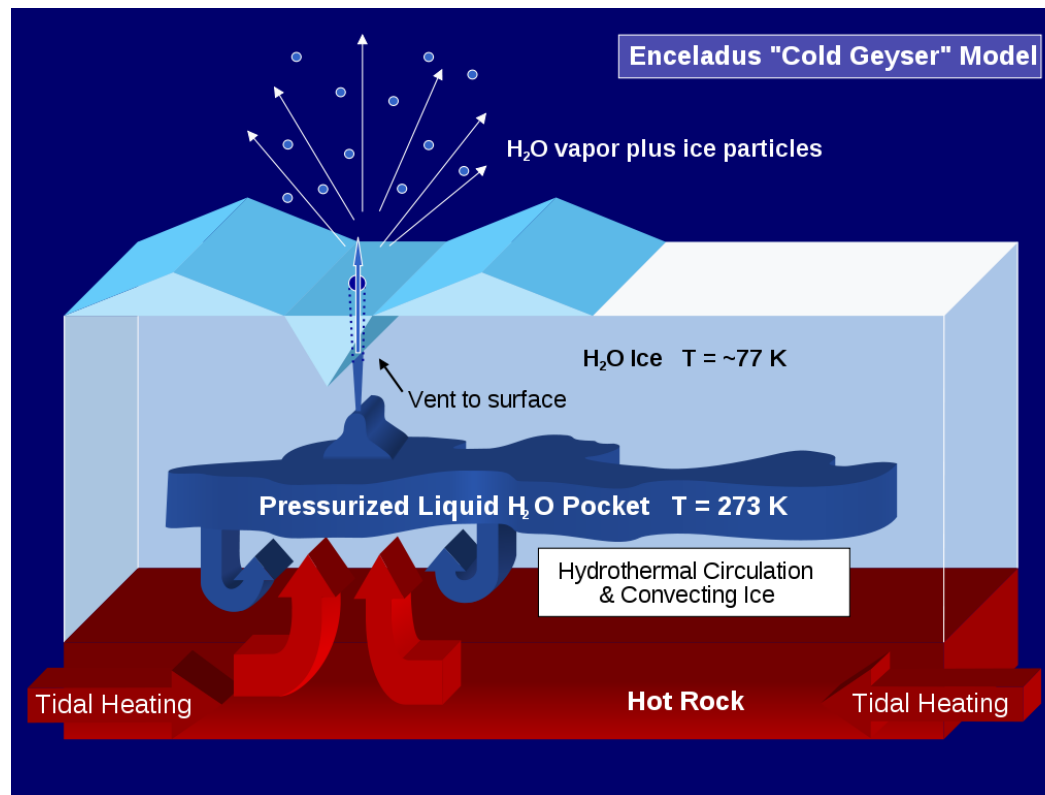 Enceladus "Cold Geyser" Model
H₂O vapor plus ice particles
H₂O Ice T = ~77 K
Vent to surface
Pressurized Liquid H₂O Pocket T = 273 K
Hydrothermal Circulation
& Convecting Ice
Tidal Heating
Hot Rock
Tidal Heating